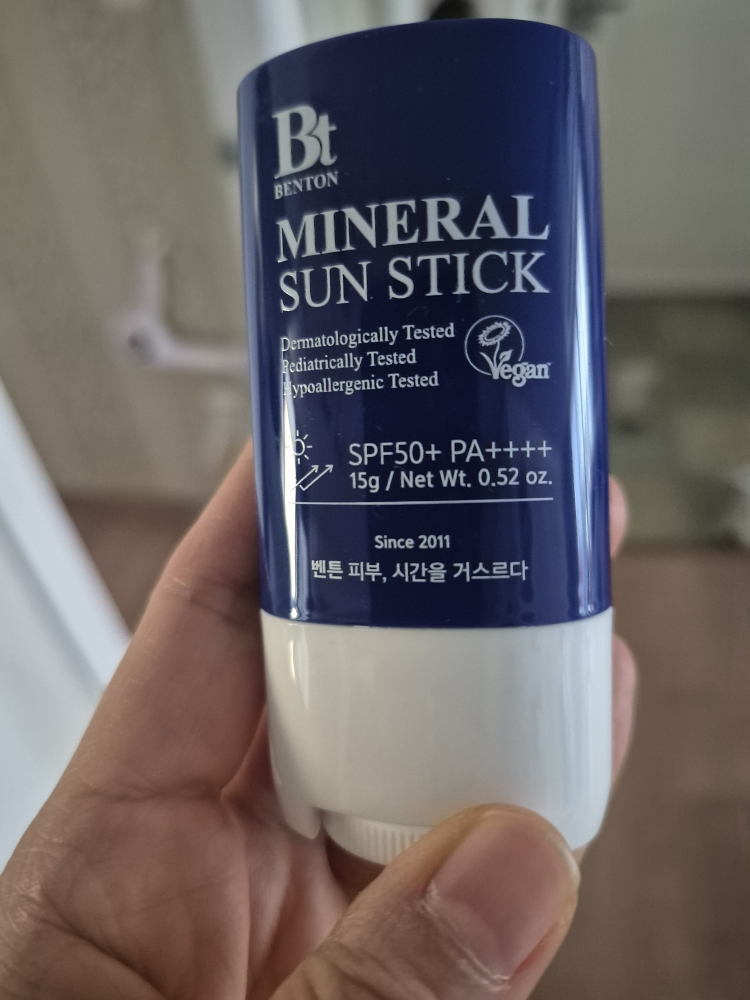 Bt
BENTON
MINERAL
SUN STICK
Dermatologically Tested
Pediatrically Tested
Hypoallergenic Tested
Vegan
SPF50+ PA++++
15g / Net Wt. 0.52 oz.
Since 2011
벤튼 피부, 시간을 거스르다